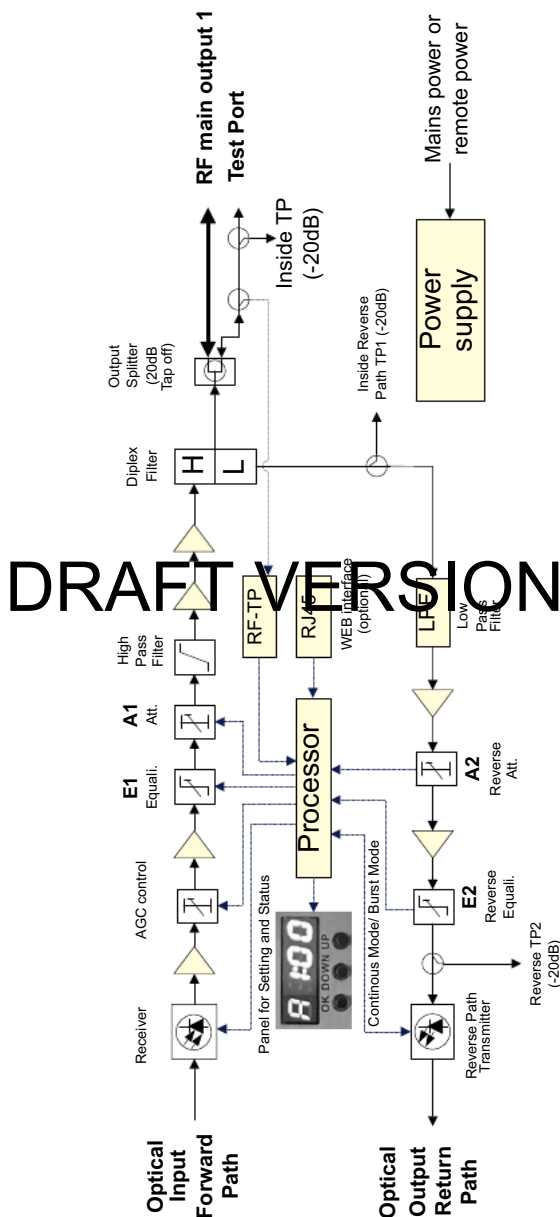 RF main output 1
Test Port
Inside TP
(-20dB)
Mains power or
remote power
Output
Splitter
(20dB
Tap off)
Inside Reverse
Path TP1 (-20dB)
Power
supply
Diplex
Filter
H
L
DRAFT VERSION
RF-TP
RJ45
WEB interface
(optional)
LPF
Low
Pass
Filter
High
Pass
Filter
A1
Att.
E1
Equali.
AGC control
Receiver
Processor
Panel for Setting and Status
A 1:00
OK DOWN UP
Continous Mode/ Burst Mode
A2
Reverse
Att.
E2
Reverse
Equali.
Reverse TP2
(-20dB)
Reverse Path
Transmitter
Optical
Input
Forward
Path
Optical
Output
Return
Path